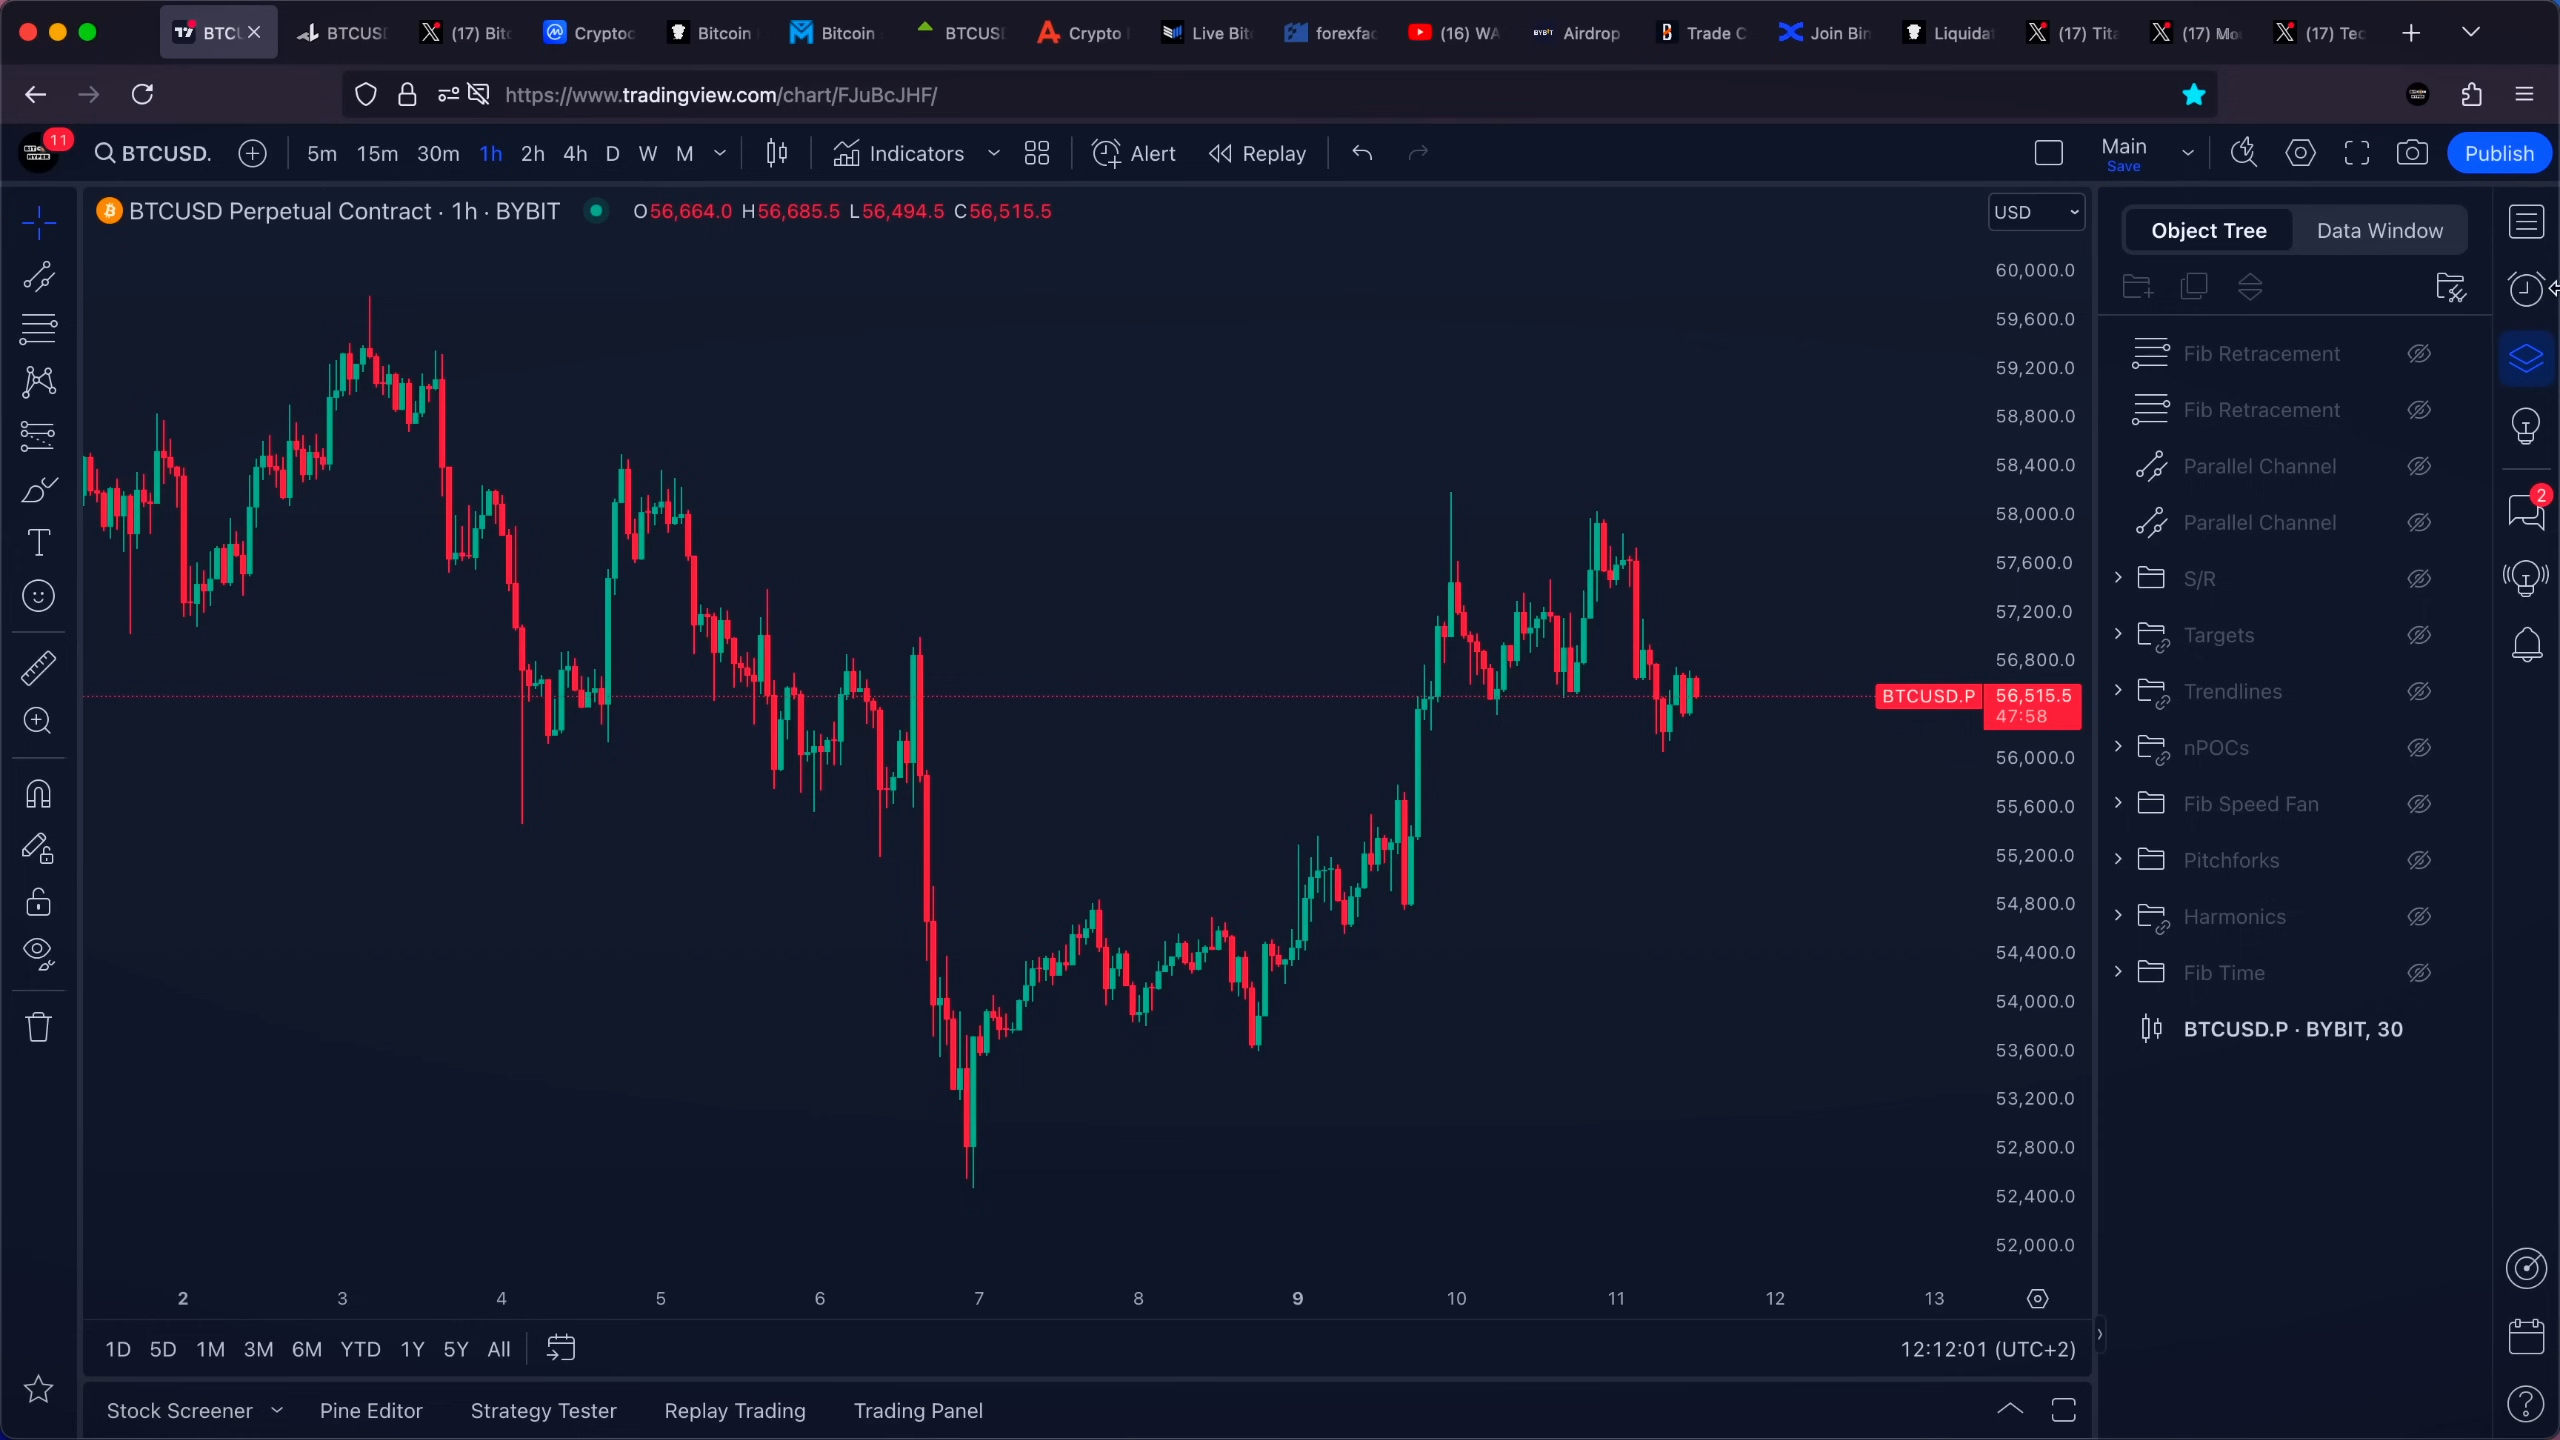 BTCU
BTCUS
(17) Bit
Crypto
Bitcoin
Bitcoin
BTCUS
Crypto
Live Bit
forexfac
(16) WA
BYBIT Airdrop
Trade C
Join Bin
Liquidat
(17) Tit
(17) Mo
(17) Tec
https://www.tradingview.com/chart/FJuBcJHF/
11
BTCUSD.
5m 15m 30m 1h 2h 4h D W M
Indicators
Alert
Replay
Main
Save
Publish
BTCUSD Perpetual Contract · 1h · BYBIT
O56,664.0 H56,685.5 L56,494.5 C56,515.5
USD
60,000.0
59,600.0
59,200.0
58,800.0
58,400.0
58,000.0
57,600.0
57,200.0
56,800.0
BTCUSD.P 56,515.5
47:58
56,000.0
55,600.0
55,200.0
54,800.0
54,400.0
54,000.0
53,600.0
53,200.0
52,800.0
52,400.0
52,000.0
2 3 4 5 6 7 8 9 10 11 12 13
1D 5D 1M 3M 6M YTD 1Y 5Y All
12:12:01 (UTC+2)
Stock Screener
Pine Editor
Strategy Tester
Replay Trading
Trading Panel
Object Tree
Data Window
Fib Retracement
Fib Retracement
Parallel Channel
Parallel Channel
S/R
Targets
Trendlines
nPOCs
Fib Speed Fan
Pitchforks
Harmonics
Fib Time
BTCUSD.P · BYBIT, 30
2